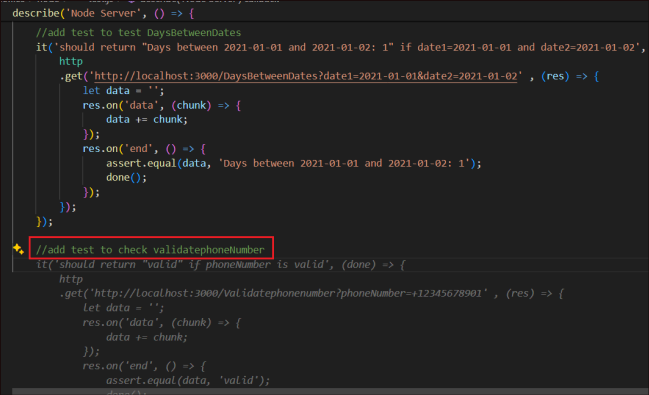 describe('Node Server', () => {
//add test to test DaysBetweenDates
it('should return "Days between 2021-01-01 and 2021-01-02: 1" if date1=2021-01-01 and date2=2021-01-02',
http
.get('http://localhost:3000/DaysBetweenDates?date1=2021-01-01&date2=2021-01-02' , (res) => {
let data = '';
res.on('data', (chunk) => {
data += chunk;
});
res.on('end', () => {
assert.equal(data, 'Days between 2021-01-01 and 2021-01-02: 1');
done();
});
});
});
//add test to check validatephoneNumber
it('should return "valid" if phoneNumber is valid', (done) => {
http
.get('http://localhost:3000/Validatephonenumber?phoneNumber=+12345678901' , (res) => {
let data = '';
res.on('data', (chunk) => {
data += chunk;
});
res.on('end', () => {
assert.equal(data, 'valid');